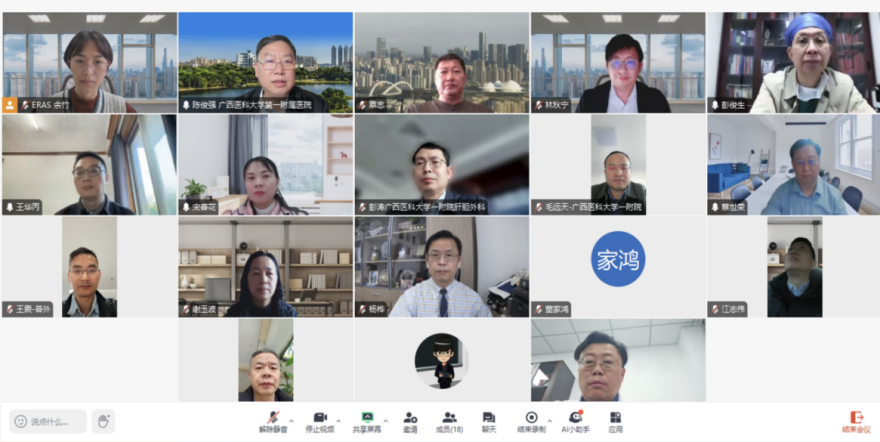 ERAS 余竹
陈俊强 广西医科大学第一附属医院
蔡忠
林秋宁
彭俊生
王华丙
宋春花
彭涛广西医科大学一附院肝胆外科
毛远天-广西医科大学一附院
蔡世荣
王震-普外
谢玉波
杨桦
家鸿
董家鸿
江志伟
说点什么...
解除静音
停止视频
共享屏幕
邀请
成员(18)
聊天
结束录制
AI小助手
应用
结束会议